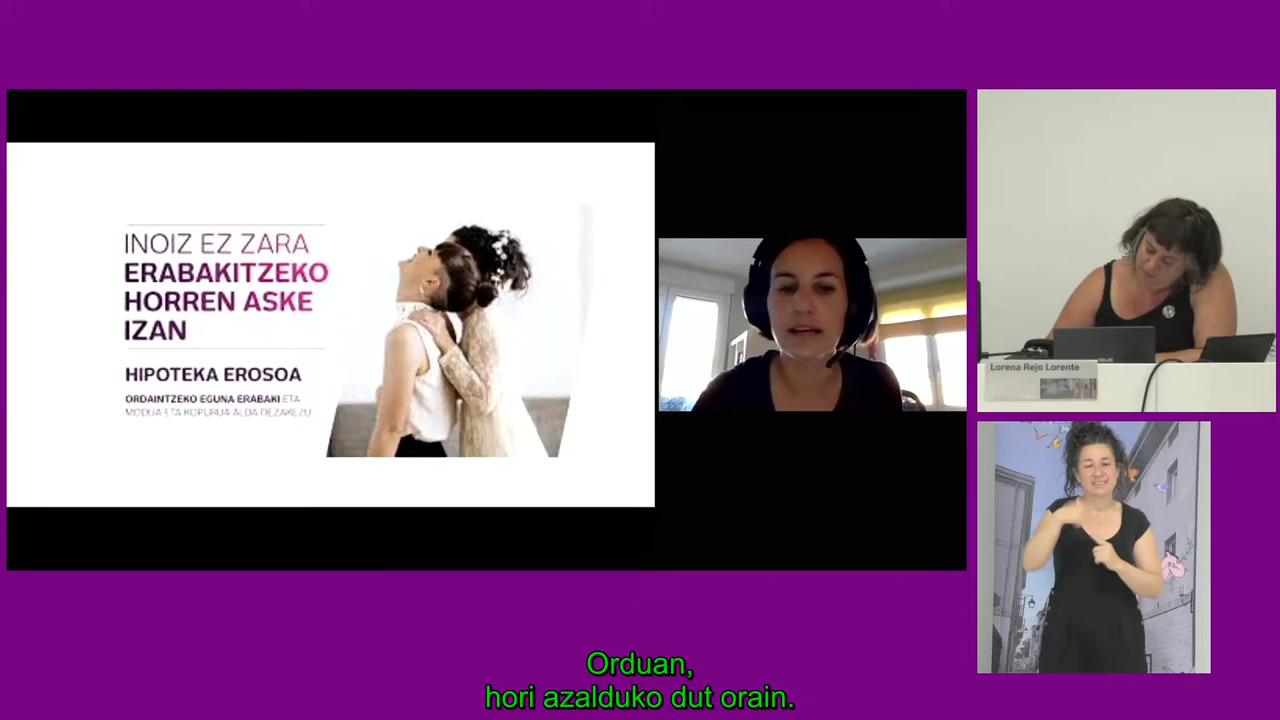 INOIZ EZ ZARA
ERABAKITZEKO
HORREN ASKE
IZAN
HIPOTEKA EROSOA
ORDAINTZEKO EGUNA ERABAKI ETA
MODUA ETA KOPURUA ALDA DEZAKEZU
Lorena Rejo Lorente
Orduan,
hori azalduko dut orain.